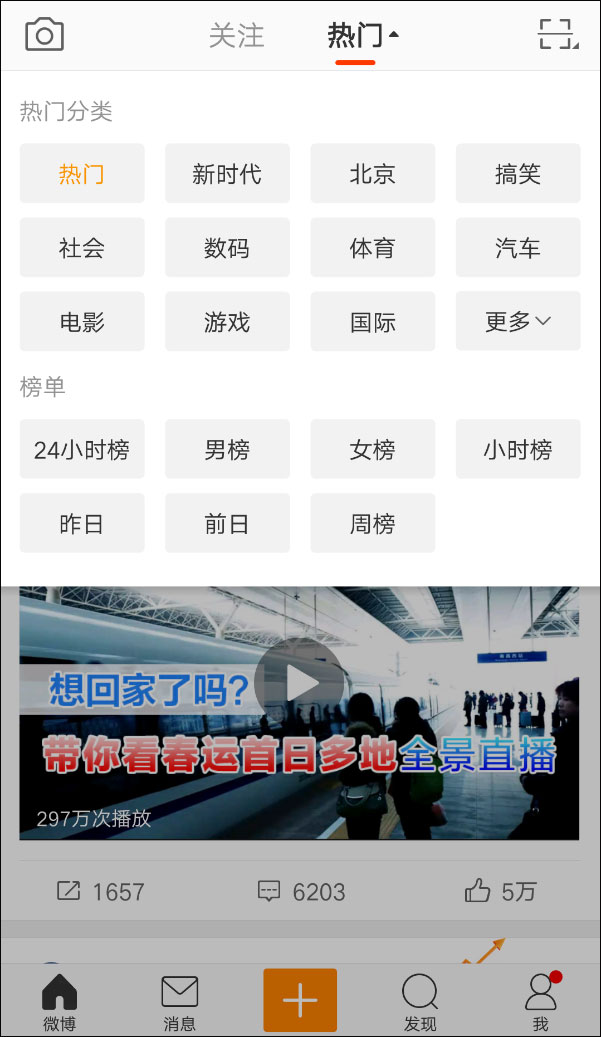 关注 热门
热门分类
热门 新时代 北京 搞笑
社会 数码 体育 汽车
电影 游戏 国际 更多
榜单
24小时榜 男榜 女榜 小时榜
昨日 前日 周榜
想回家了吗?
带你看春运首日多地全景直播
297万次播放
1657 6203 5万
微博 消息 发现 我